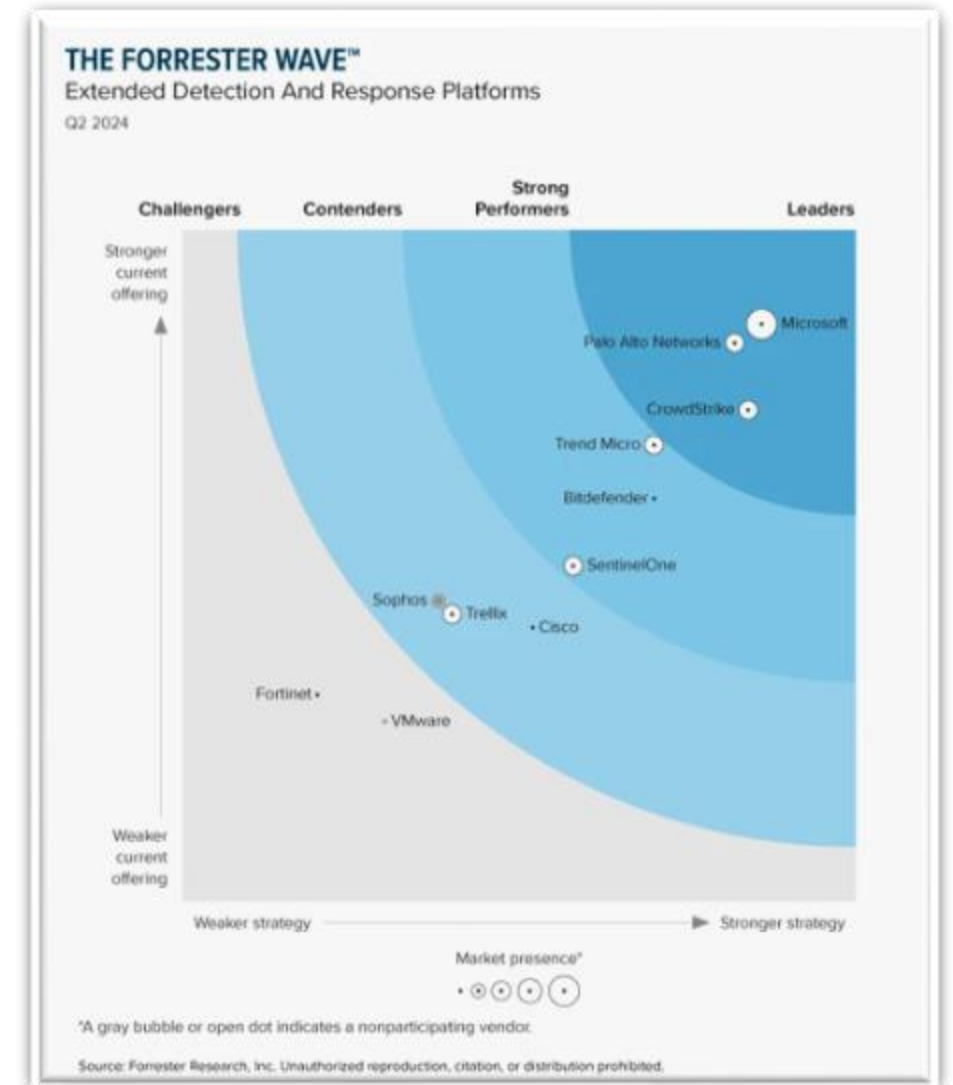 THE FORRESTER WAVE™
Extended Detection And Response Platforms
Q2 2024
Challengers
Contenders
Strong
Performers
Leaders
Stronger
current
offering
Microsoft
Palo Alto Networks
CrowdStrike
Trend Micro
Bitdefender
SentinelOne
Sophos
Trellix
Cisco
Fortinet
VMware
Weaker
current
offering
Weaker strategy
Stronger strategy
Market presence*
*A gray bubble or open dot indicates a nonparticipating vendor.
Source: Forrester Research, Inc. Unauthorized reproduction, citation, or distribution prohibited.